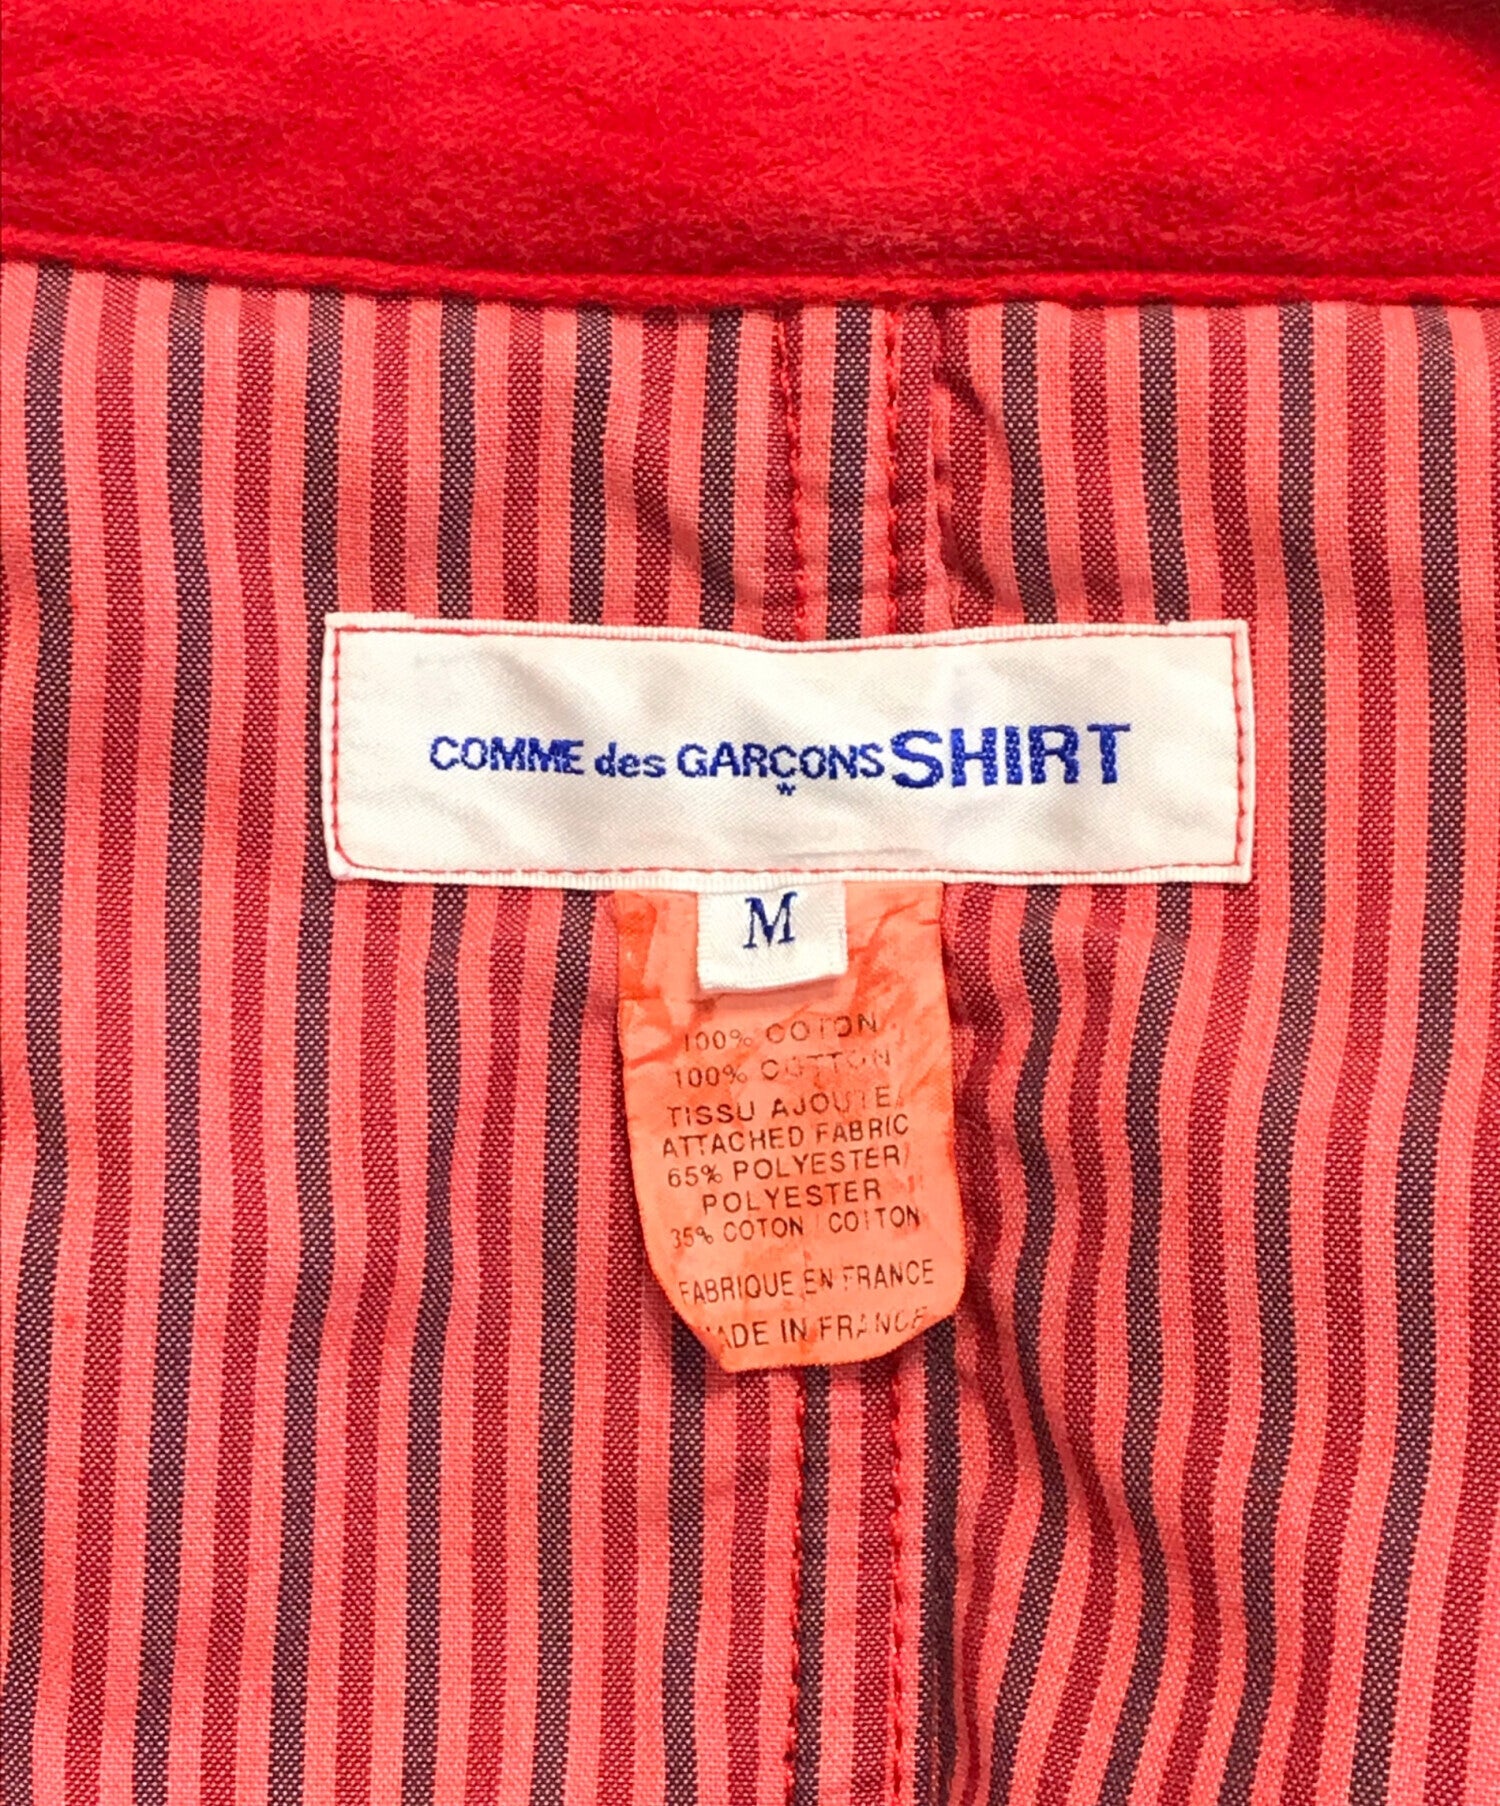 COMME des GARÇONS SHIRT
M
100% COTON
100% COTTON
TISSU AJOUTE/
ATTACHED FABRIC
65% POLYESTER/
POLYESTER
35% COTON / COTTON
FABRIQUE EN FRANCE
MADE IN FRANCE